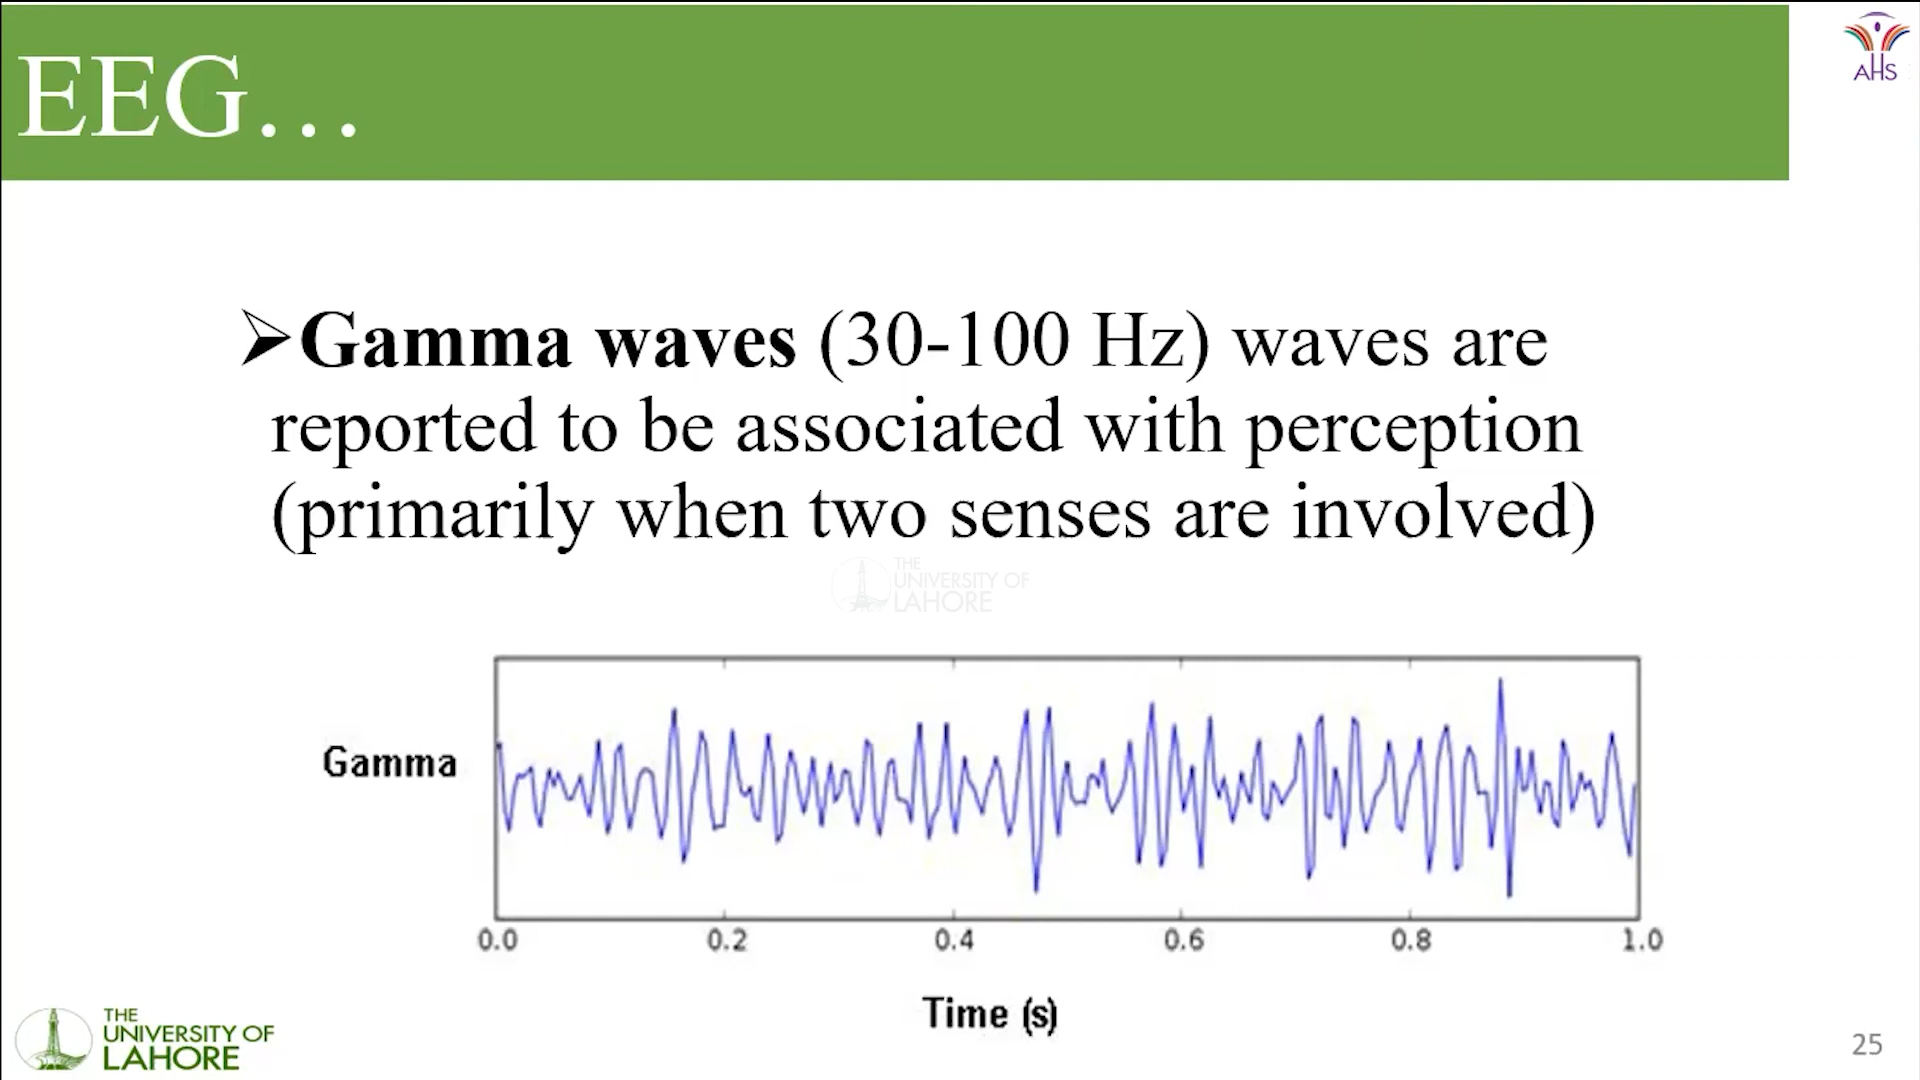 EEG...
AHS
➢Gamma waves (30-100 Hz) waves are
reported to be associated with perception
(primarily when two senses are involved)
THE
UNIVERSITY OF
LAHORE
Gamma
0.0 0.2 0.4 0.6 0.8 1.0
Time (s)
THE
UNIVERSITY OF
LAHORE
25